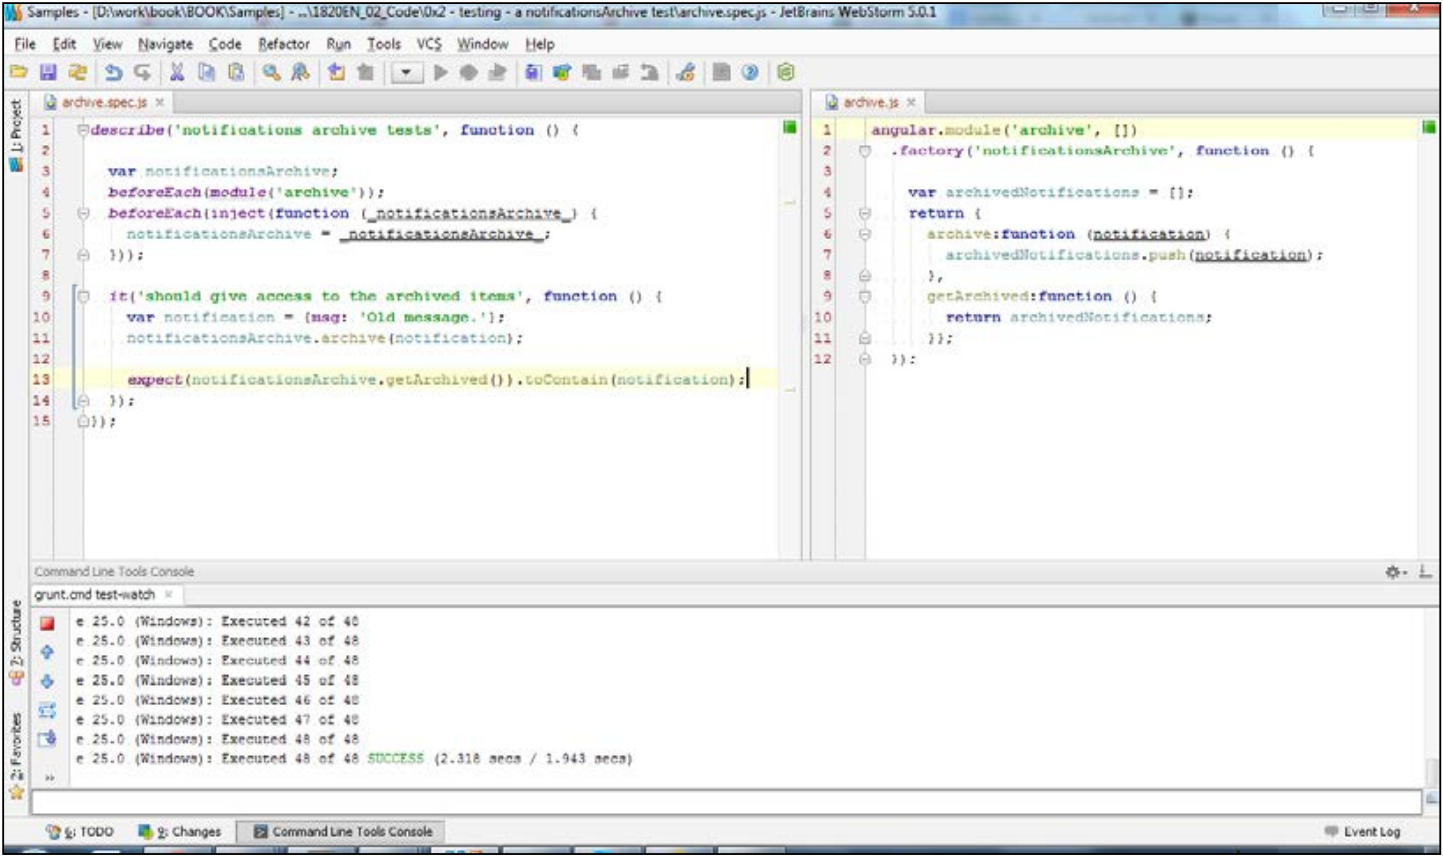 Samples - [D:\work\book\BOOK\Samples] - ...\1820EN_02_Code\0x2 - testing - a notificationsArchive test\archive.spec.js - JetBrains WebStorm 5.0.1
File Edit View Navigate Code Refactor Run Tools VCS Window Help
1: Project
archive.spec.js
1 describe('notifications archive tests', function () {
2
3 var notificationsArchive;
4 beforeEach(module('archive'));
5 beforeEach(inject(function (_notificationsArchive_) {
6 notificationsArchive = _notificationsArchive_;
7 }));
8
9 it('should give access to the archived items', function () {
10 var notification = {msg: 'Old message.'};
11 notificationsArchive.archive(notification);
12
13 expect(notificationsArchive.getArchived()).toContain(notification);
14 });
15 });
archive.js
1 angular.module('archive', [])
2 .factory('notificationsArchive', function () {
3
4 var archivedNotifications = [];
5 return {
6 archive:function (notification) {
7 archivedNotifications.push(notification);
8 },
9 getArchived:function () {
10 return archivedNotifications;
11 }};
12 });
Command Line Tools Console
grunt.cmd test-watch
2: Structure
2: Favorites
e 25.0 (Windows): Executed 42 of 48
e 25.0 (Windows): Executed 43 of 48
e 25.0 (Windows): Executed 44 of 48
e 25.0 (Windows): Executed 45 of 48
e 25.0 (Windows): Executed 46 of 48
e 25.0 (Windows): Executed 47 of 48
e 25.0 (Windows): Executed 48 of 48
e 25.0 (Windows): Executed 48 of 48 SUCCESS (2.318 secs / 1.943 secs)
6: TODO 9: Changes Command Line Tools Console Event Log